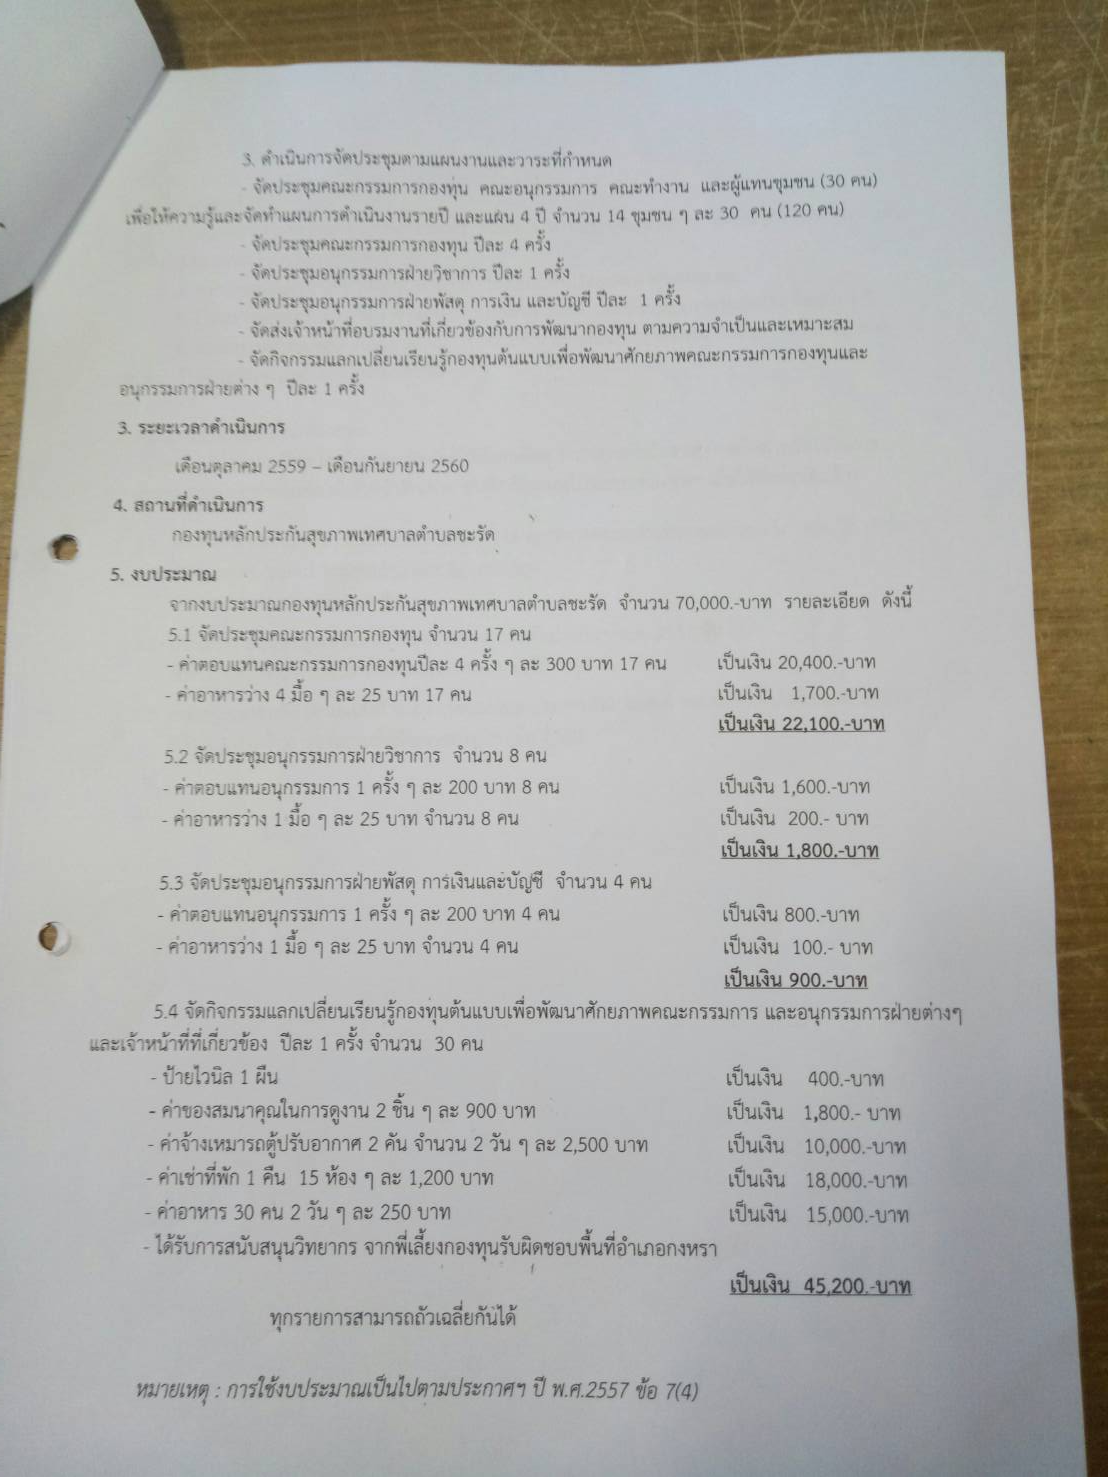 3. ดำเนินการจัดประชุมตามแผนงานและวาระที่กำหนด
- จัดประชุมคณะกรรมการกองทุน คณะอนุกรรมการ คณะทำงาน และผู้แทนชุมชน (30 คน)
เพื่อให้ความรู้และจัดทำแผนการดำเนินงานรายปี และแผน 4 ปี จำนวน 14 ชุมชน ๆ ละ 30 คน (120 คน)
- จัดประชุมคณะกรรมการกองทุน ปีละ 4 ครั้ง
- จัดประชุมอนุกรรมการฝ่ายวิชาการ ปีละ 1 ครั้ง
- จัดประชุมอนุกรรมการฝ่ายพัสดุ การเงิน และบัญชี ปีละ 1 ครั้ง
- จัดส่งเจ้าหน้าที่อบรมงานที่เกี่ยวข้องกับการพัฒนากองทุน ตามความจำเป็นและเหมาะสม
- จัดกิจกรรมแลกเปลี่ยนเรียนรู้กองทุนต้นแบบเพื่อพัฒนาศักยภาพคณะกรรมการกองทุนและ
อนุกรรมการฝ่ายต่าง ๆ ปีละ 1 ครั้ง
3. ระยะเวลาดำเนินการ
เดือนตุลาคม 2559 – เดือนกันยายน 2560
4. สถานที่ดำเนินการ
กองทุนหลักประกันสุขภาพเทศบาลตำบลชะรัด
5. งบประมาณ
จากงบประมาณกองทุนหลักประกันสุขภาพเทศบาลตำบลชะรัด จำนวน 70,000.-บาท รายละเอียด ดังนี้
5.1 จัดประชุมคณะกรรมการกองทุน จำนวน 17 คน
- ค่าตอบแทนคณะกรรมการกองทุนปีละ 4 ครั้ง ๆ ละ 300 บาท 17 คน เป็นเงิน 20,400.-บาท
- ค่าอาหารว่าง 4 มื้อ ๆ ละ 25 บาท 17 คน เป็นเงิน 1,700.-บาท
เป็นเงิน 22,100.-บาท
5.2 จัดประชุมอนุกรรมการฝ่ายวิชาการ จำนวน 8 คน
- ค่าตอบแทนอนุกรรมการ 1 ครั้ง ๆ ละ 200 บาท 8 คน เป็นเงิน 1,600.-บาท
- ค่าอาหารว่าง 1 มื้อ ๆ ละ 25 บาท จำนวน 8 คน เป็นเงิน 200.- บาท
เป็นเงิน 1,800.-บาท
5.3 จัดประชุมอนุกรรมการฝ่ายพัสดุ การเงินและบัญชี จำนวน 4 คน
- ค่าตอบแทนอนุกรรมการ 1 ครั้ง ๆ ละ 200 บาท 4 คน เป็นเงิน 800.-บาท
- ค่าอาหารว่าง 1 มื้อ ๆ ละ 25 บาท จำนวน 4 คน เป็นเงิน 100.- บาท
เป็นเงิน 900.-บาท
5.4 จัดกิจกรรมแลกเปลี่ยนเรียนรู้กองทุนต้นแบบเพื่อพัฒนาศักยภาพคณะกรรมการ และอนุกรรมการฝ่ายต่างๆ
และเจ้าหน้าที่ที่เกี่ยวข้อง ปีละ 1 ครั้ง จำนวน 30 คน
- ป้ายไวนิล 1 ผืน เป็นเงิน 400.-บาท
- ค่าของสมนาคุณในการดูงาน 2 ชิ้น ๆ ละ 900 บาท เป็นเงิน 1,800.- บาท
- ค่าจ้างเหมารถตู้ปรับอากาศ 2 คัน จำนวน 2 วัน ๆ ละ 2,500 บาท เป็นเงิน 10,000.-บาท
- ค่าเช่าที่พัก 1 คืน 15 ห้อง ๆ ละ 1,200 บาท เป็นเงิน 18,000.-บาท
- ค่าอาหาร 30 คน 2 วัน ๆ ละ 250 บาท เป็นเงิน 15,000.-บาท
- ได้รับการสนับสนุนวิทยากร จากพี่เลี้ยงกองทุนรับผิดชอบพื้นที่อำเภอกงหรา
เป็นเงิน 45,200.-บาท
ทุกรายการสามารถถัวเฉลี่ยกันได้
หมายเหตุ : การใช้งบประมาณเป็นไปตามประกาศฯ ปี พ.ศ.2557 ข้อ 7(4)